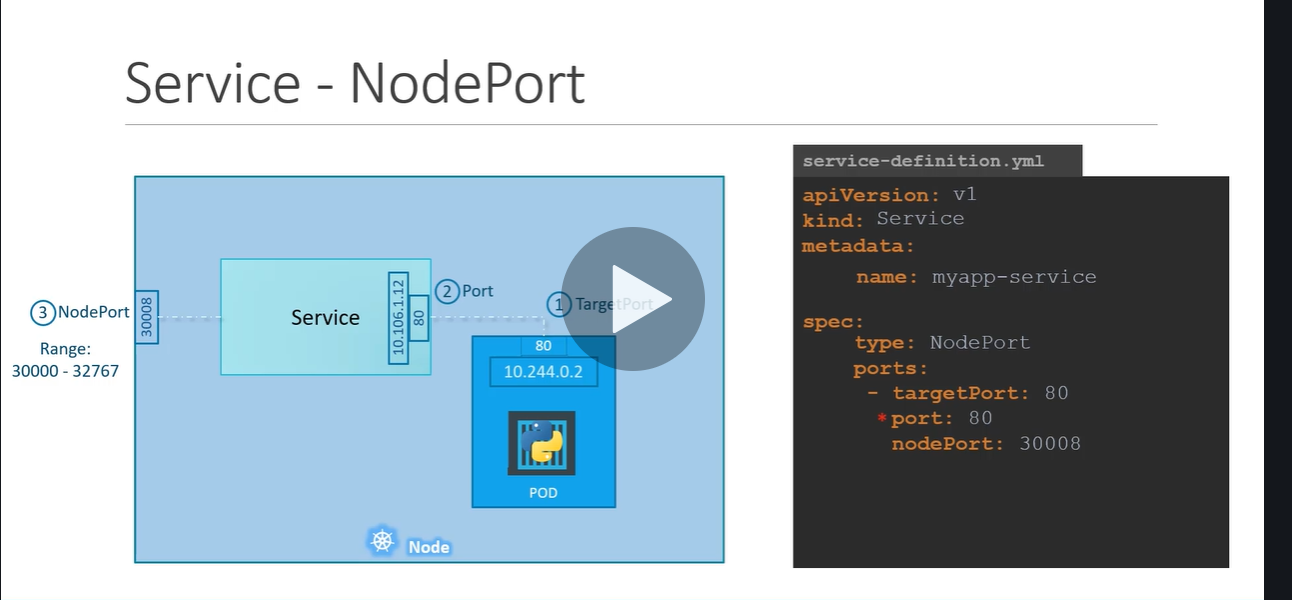 Service - NodePort
service-definition.yml
apiVersion: v1
kind: Service
metadata:
name: myapp-service
spec:
type: NodePort
ports:
- targetPort: 80
* port: 80
nodePort: 30008
3 NodePort
Range:
30000 - 32767
30008
Service
10.106.1.12
80
2 Port
1 TargetPort
80
10.244.0.2
POD
Node